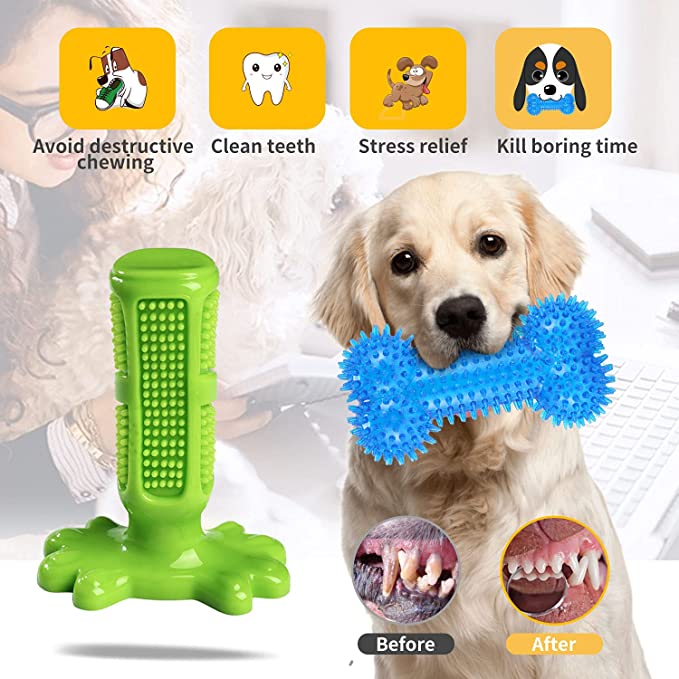 Avoid destructive
chewing
Clean teeth
Stress relief
Kill boring time
Before
After